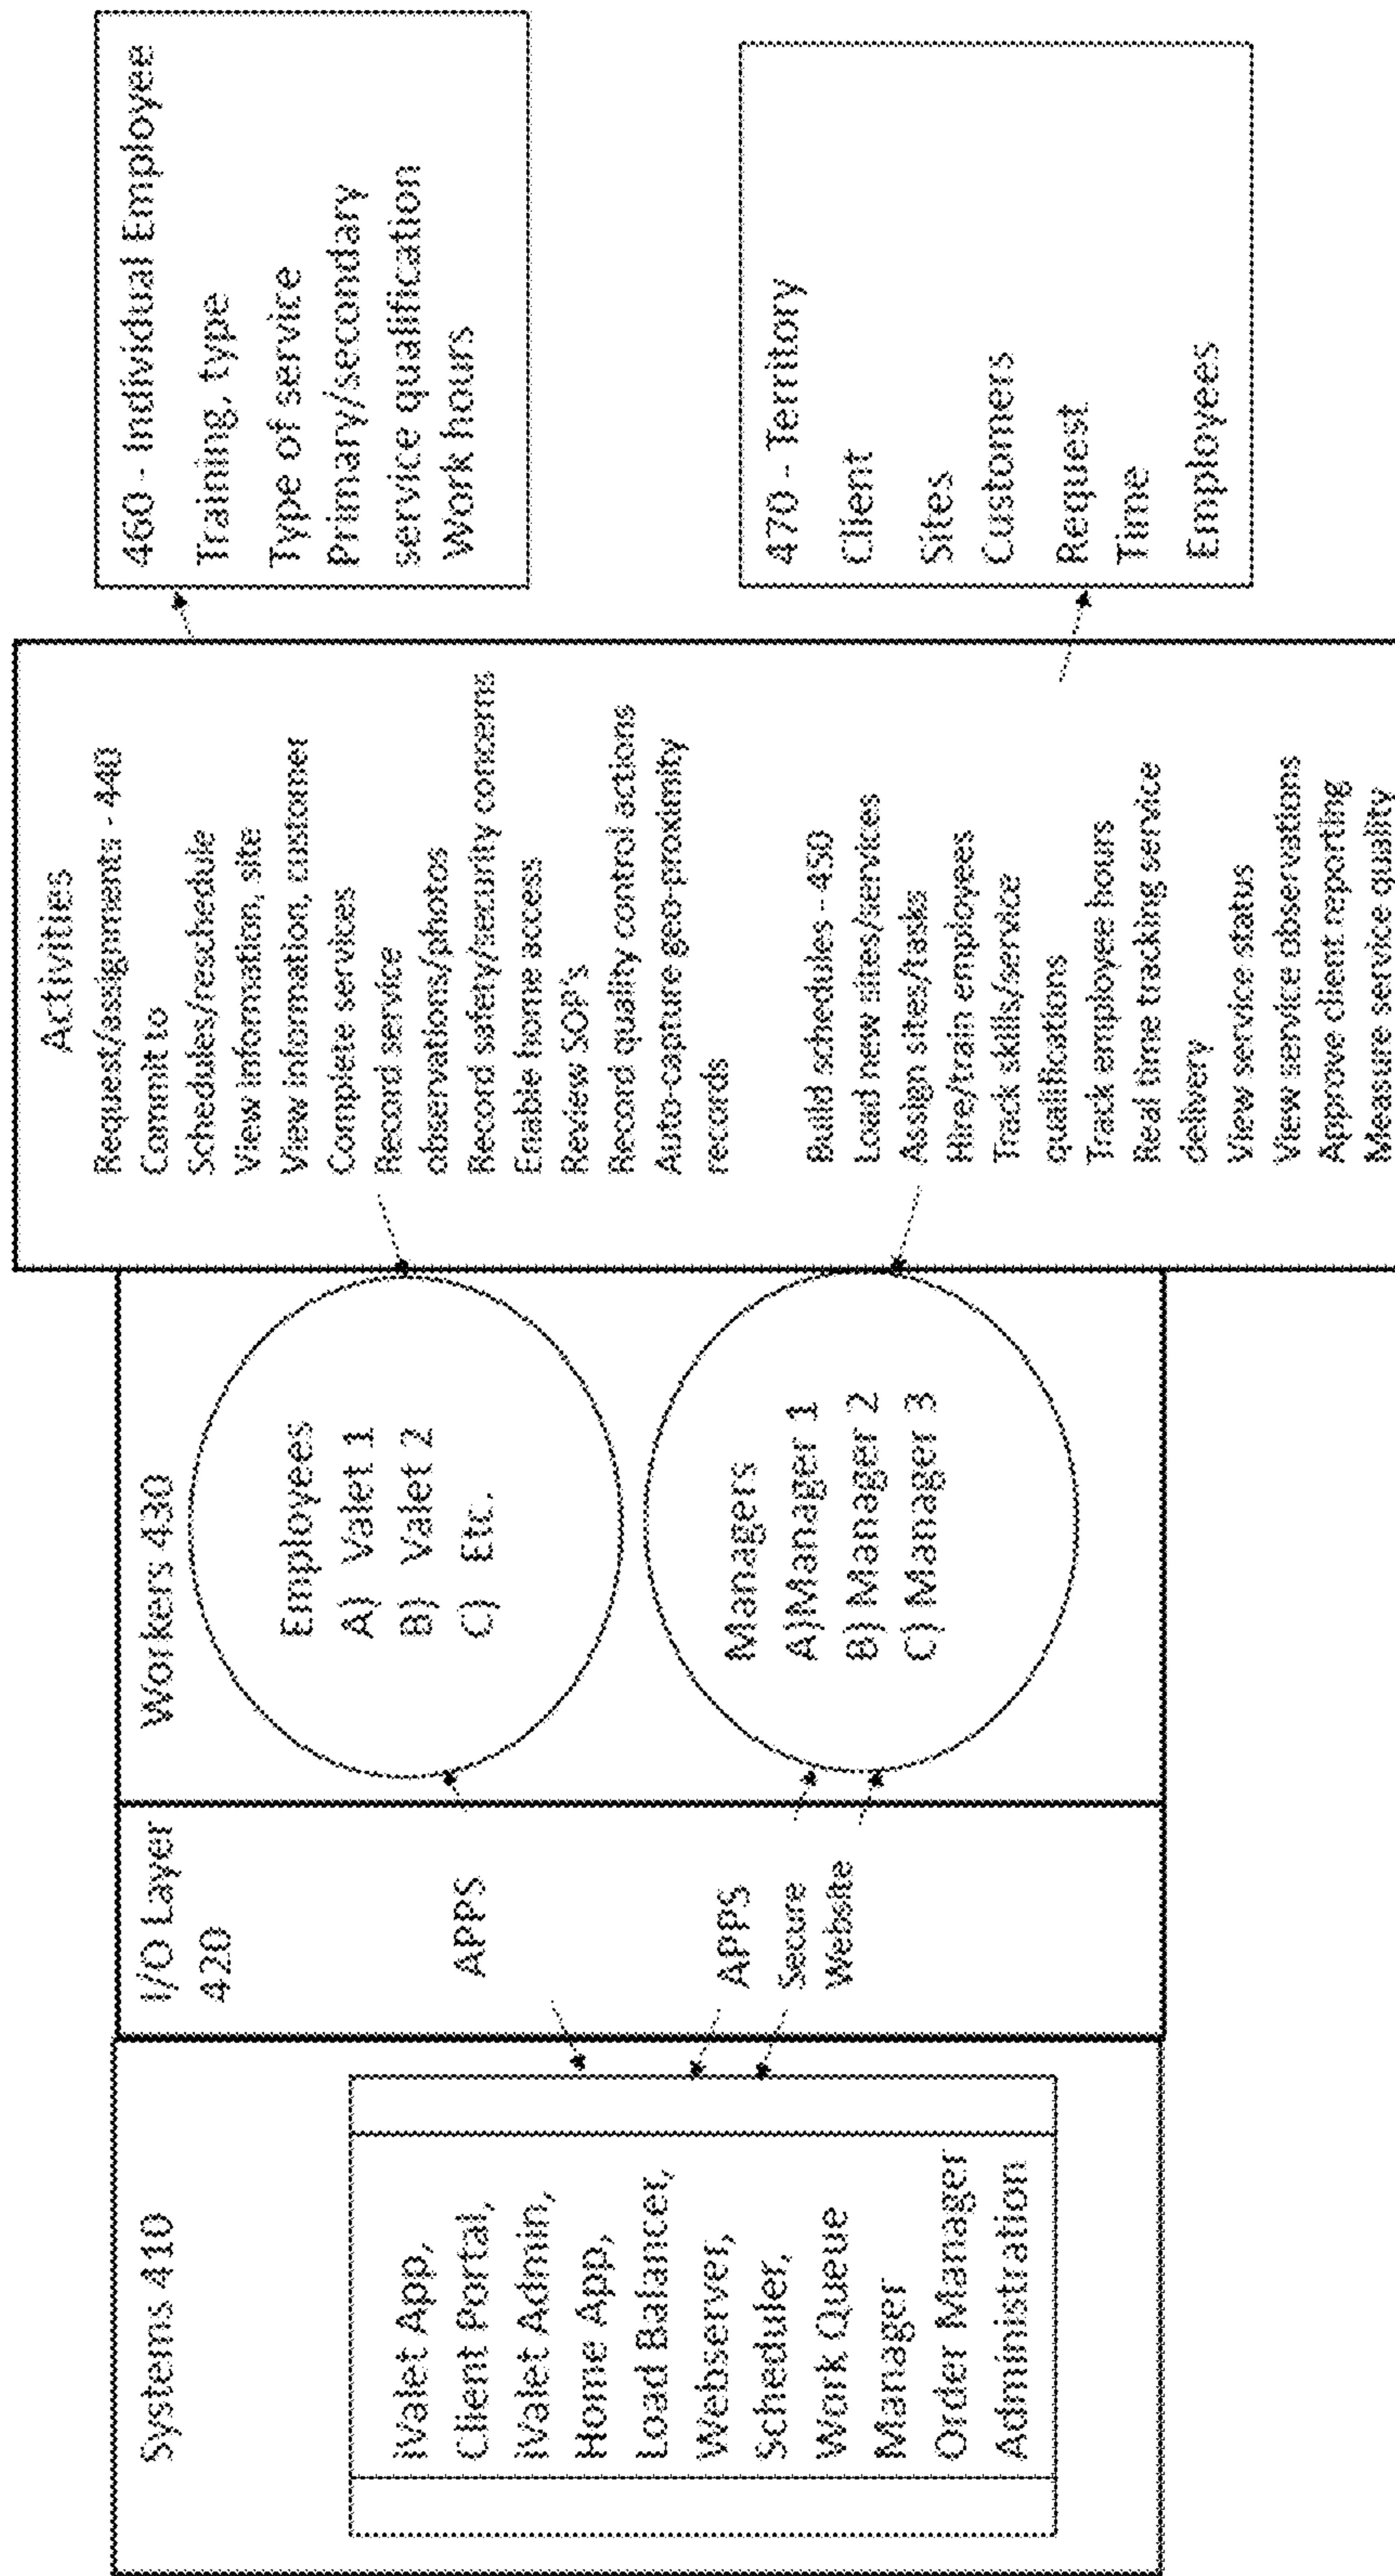 Systems 410
iValet App,
Client Portal,
iValet Admin,
Home App,
Load Balancer,
Webserver,
Scheduler,
Work Queue
Manager
Order Manager
Administration
I/O Layer
420
APPS
APPS
Secure
Website
Workers 430
Employees
A) Valet 1
B) Valet 2
C) Etc.
Managers
A)Manager 1
B) Manager 2
C) Manager 3
Activities
Request/assignments - 440
Commit to
Schedules/reschedule
View information, site
View information, customer
Complete services
Record service
observations/photos
Record safety/security concerns
Enable home access
Review SOP's
Record quality control actions
Auto-capture geo-proximity
records
Build schedules - 450
Load new sites/services
Assign sites/tasks
Hire/train employees
Track skills/service
qualifications
Track employee hours
Real time tracking service
delivery
View service status
View service observations
Approve client reporting
Measure service quality
460 - Individual Employee
Training, type
Type of service
Primary/secondary
service qualification
Work hours
470 - Territory
Client
Sites
Customers
Request
Time
Employees